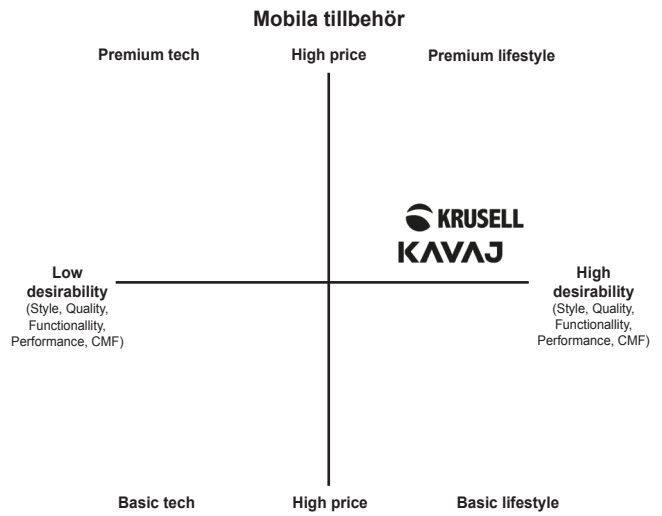 Mobila tillbehör
Premium tech
High price
Premium lifestyle
KRUSELL
KAVAJ
Low
desirability
(Style, Quality,
Functionallity,
Performance, CMF)
High
desirability
(Style, Quality,
Functionallity,
Performance, CMF)
Basic tech
High price
Basic lifestyle